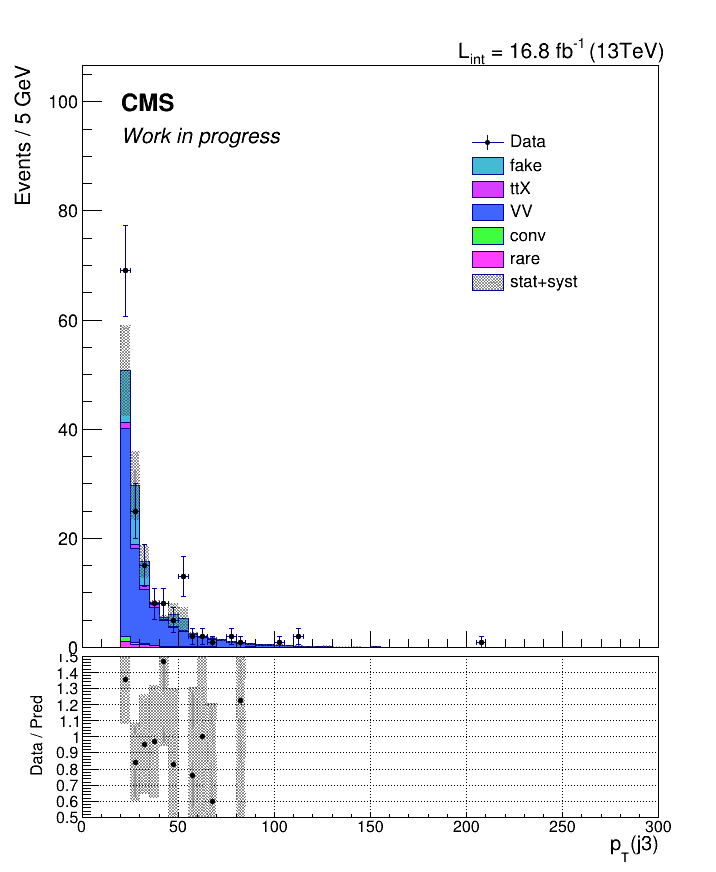 L_int = 16.8 fb^-1 (13TeV)
Events / 5 GeV
100
80
60
40
20
0
CMS
Work in progress
Data
fake
ttX
VV
conv
rare
stat+syst
Data / Pred
1.5
1.4
1.3
1.2
1.1
1
0.9
0.8
0.7
0.6
0.5
0 50 100 150 200 250 300
p_T(j3)